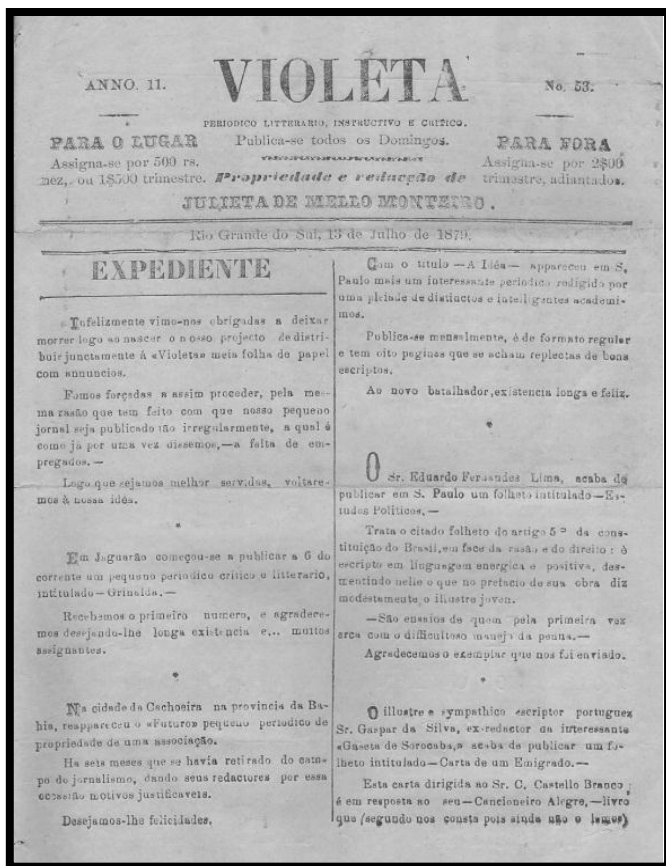 ANNO. 11.
VIOLETA
No. 53.
PERIODICO LITTERARIO, INSTRUCTIVO E CRITICO.
PARA O LUGAR
Assigna-se por 500 rs.
mez, ou 1$500 trimestre.
Publica-se todos os Domingos.
Propriedade e redacção de
PARA FORA
Assigna-se por 2$00
trimestre, adiantados.
JULIETA DE MELLO MONTEIRO.
Rio Grande do Sul, 13 de Julho de 1879.
EXPEDIENTE
Infelizmente vimo-nos obrigadas a deixar
morrer logo ao nascer o nosso projecto de distri-
buir junctamente á «Violeta» meia folha de papel
com annuncios.
Fomos forçadas a assim proceder, pela mes-
ma rasão que tem feito com que nosso pequeno
jornal seja publicado tão irregularmente, a qual é
como já por uma vez dissemos,—a falta de em-
pregados.—
Logo que sejamos melhor servidas, voltare-
mos á nossa idéa.
Em Jaguarão começou-se a publicar a 6 do
corrente um pequeno periodico critico e litterario,
intitulado—Grinalda.—
Recebemos o primeiro numero, e agradere-
mos desejando-lhe longa existencia e... muitos
assignantes.
Na cidade da Cachoeira na provincia da Ba-
hia, reappareceu o «Futuro» pequeno periodico de
propriedade de uma associação.
Ha seis meses que se havia retirado do cam-
po do jornalismo, dando seus redactores por essa
occasião motivos justificaveis.
Desejamos-lhe felicidades.
Com o titulo —A Idéa— appareceu em S.
Paulo mais um interessante periodico redigido por
uma pleiade de distinctos e intelligentes academi-
mos.
Publica-se mensalmente, é de formato regular
e tem oito paginas que se acham replectas de bons
escriptos.
Ao novo batalhador, existencia longa e feliz.
O Sr. Eduardo Fernandes Lima, acaba de
publicar em S. Paulo um folheto intitulado—Es-
tudos Politicos.—
Trata o citado folheto do artigo 5º da cons-
tituição do Brasil, em face da rasão e do direito: é
escripto em linguagem energica e positiva, des-
mentindo nelle o que no prefacio de sua obra diz
modestamente o illustre joven.
—São ensaios de quem pela primeira vez
arca com o difficultoso manejo da penna.—
Agradecemos o exemplar que nos foi enviado.
O illustre e sympathico escriptor portuguez
Sr. Gaspar da Silva, ex-redactor da interessante
«Gaseta de Sorocaba,» acaba de publicar um fo-
lheto intitulado—Carta de um Emigrado.—
Esta carta dirigida ao Sr. C. Castello Branco
é em resposta ao seu—Cancioneiro Alegre,—livro
que (segundo nos consta pois ainda não o lemos)